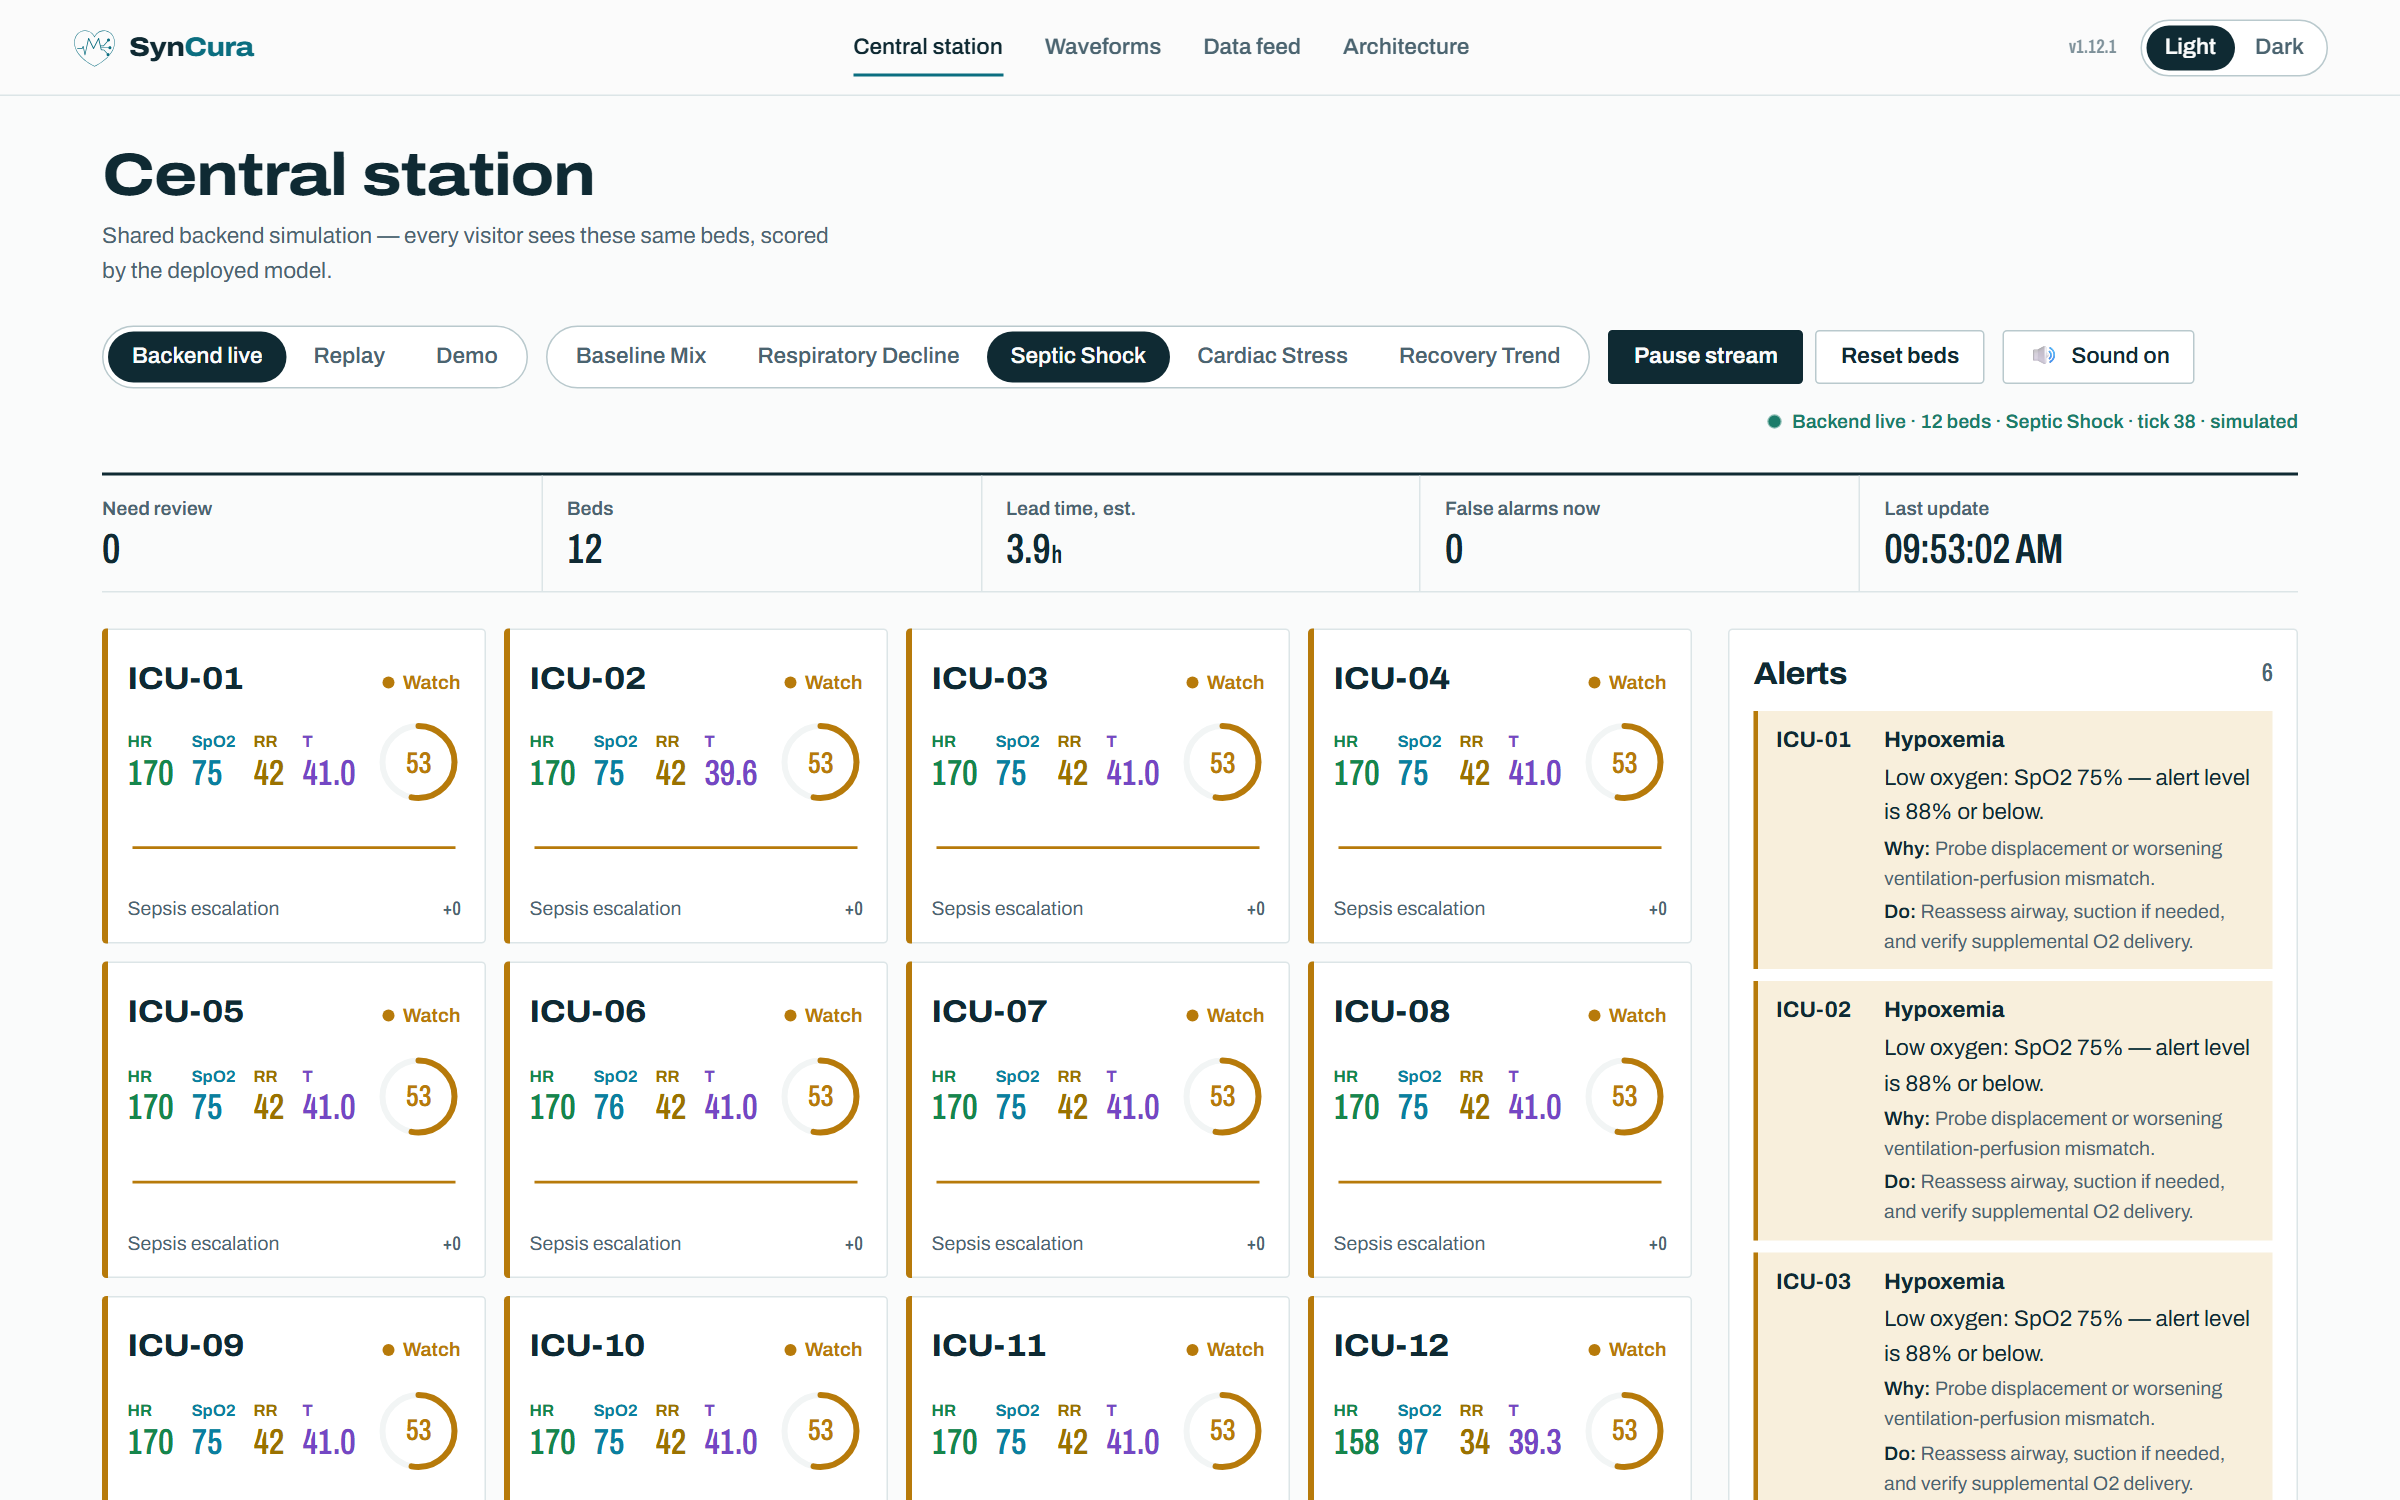 SynCura
Central station
Waveforms
Data feed
Architecture
v1.12.1
Light
Dark
Central station
Shared backend simulation — every visitor sees these same beds, scored
by the deployed model.
Backend live
Replay
Demo
Baseline Mix
Respiratory Decline
Septic Shock
Cardiac Stress
Recovery Trend
Pause stream
Reset beds
Sound on
Backend live · 12 beds · Septic Shock · tick 38 · simulated
Need review
0
Beds
12
Lead time, est.
3.9h
False alarms now
0
Last update
09:53:02 AM
ICU-01
Watch
HR SpO2 RR T
170 75 42 41.0
53
Sepsis escalation +0
ICU-02
Watch
HR SpO2 RR T
170 75 42 39.6
53
Sepsis escalation +0
ICU-03
Watch
HR SpO2 RR T
170 75 42 41.0
53
Sepsis escalation +0
ICU-04
Watch
HR SpO2 RR T
170 75 42 41.0
53
Sepsis escalation +0
ICU-05
Watch
HR SpO2 RR T
170 75 42 41.0
53
Sepsis escalation +0
ICU-06
Watch
HR SpO2 RR T
170 76 42 41.0
53
Sepsis escalation +0
ICU-07
Watch
HR SpO2 RR T
170 75 42 41.0
53
Sepsis escalation +0
ICU-08
Watch
HR SpO2 RR T
170 75 42 41.0
53
Sepsis escalation +0
ICU-09
Watch
HR SpO2 RR T
170 75 42 41.0
53
ICU-10
Watch
HR SpO2 RR T
170 75 42 41.0
53
ICU-11
Watch
HR SpO2 RR T
170 75 42 41.0
53
ICU-12
Watch
HR SpO2 RR T
158 97 34 39.3
53
Alerts 6
ICU-01 Hypoxemia
Low oxygen: SpO2 75% — alert level
is 88% or below.
Why: Probe displacement or worsening
ventilation-perfusion mismatch.
Do: Reassess airway, suction if needed,
and verify supplemental O2 delivery.
ICU-02 Hypoxemia
Low oxygen: SpO2 75% — alert level
is 88% or below.
Why: Probe displacement or worsening
ventilation-perfusion mismatch.
Do: Reassess airway, suction if needed,
and verify supplemental O2 delivery.
ICU-03 Hypoxemia
Low oxygen: SpO2 75% — alert level
is 88% or below.
Why: Probe displacement or worsening
ventilation-perfusion mismatch.
Do: Reassess airway, suction if needed,
and verify supplemental O2 delivery.